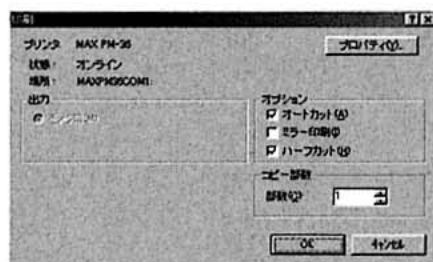 印刷
プリンタ MAX PM-36
プロパティ(Y)..
状態: オンライン
場所: MAXPM36COM1:
出力
オプション
オートカット(A)
ミラー印刷(I)
ハーフカット(H)
コピー部数
部数(C) 1
OK キャンセル